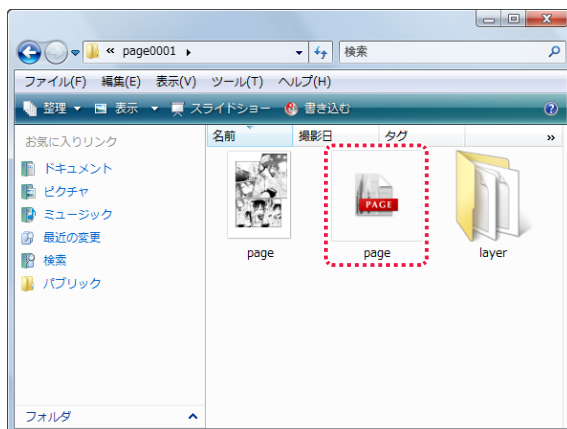 « page0001
検索
ファイル(F) 編集(E) 表示(V) ツール(T) ヘルプ(H)
整理 表示 スライドショー 書き込む
お気に入りリンク
名前 撮影日 タグ »
ドキュメント
ピクチャ
ミュージック
最近の変更
検索
パブリック
PAGE
page page layer
フォルダ